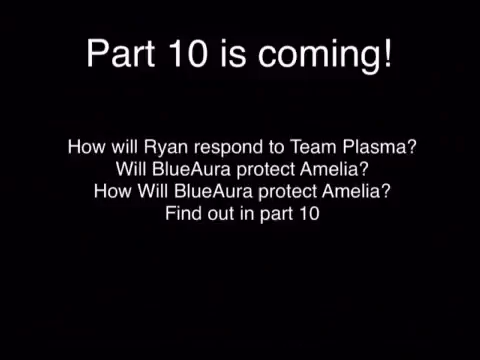 Part 10 is coming!
How will Ryan respond to Team Plasma?
Will BlueAura protect Amelia?
How Will BlueAura protect Amelia?
Find out in part 10